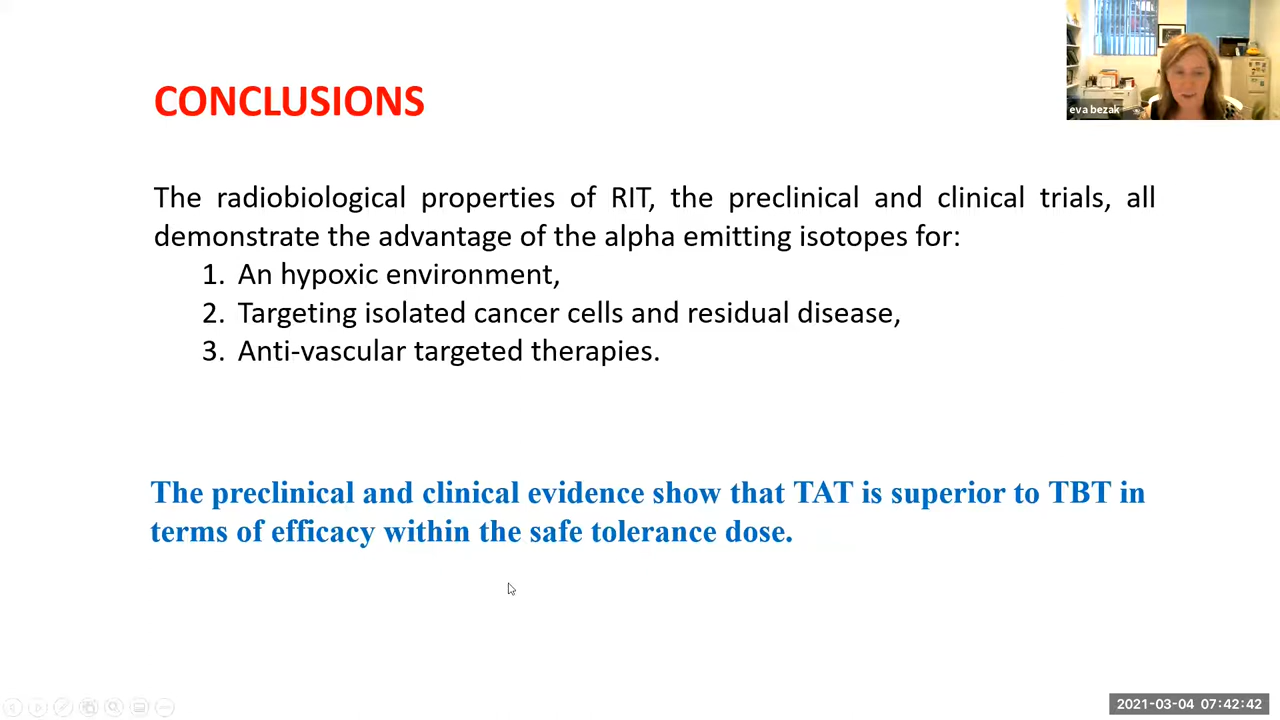 CONCLUSIONS
eva bezak
The radiobiological properties of RIT, the preclinical and clinical trials, all
demonstrate the advantage of the alpha emitting isotopes for:
1. An hypoxic environment,
2. Targeting isolated cancer cells and residual disease,
3. Anti-vascular targeted therapies.
The preclinical and clinical evidence show that TAT is superior to TBT in
terms of efficacy within the safe tolerance dose.
2021-03-04 07:42:42